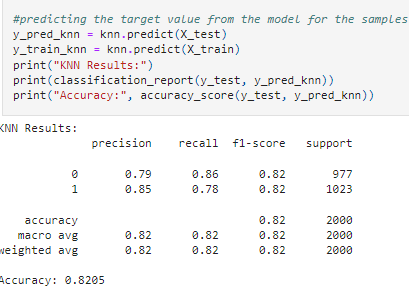 #predicting the target value from the model for the samples
y_pred_knn = knn.predict(X_test)
y_train_knn = knn.predict(X_train)
print("KNN Results:")
print(classification_report(y_test, y_pred_knn))
print("Accuracy:", accuracy_score(y_test, y_pred_knn))
KNN Results:
precision recall f1-score support
0 0.79 0.86 0.82 977
1 0.85 0.78 0.82 1023
accuracy 0.82 2000
macro avg 0.82 0.82 0.82 2000
weighted avg 0.82 0.82 0.82 2000
Accuracy: 0.8205